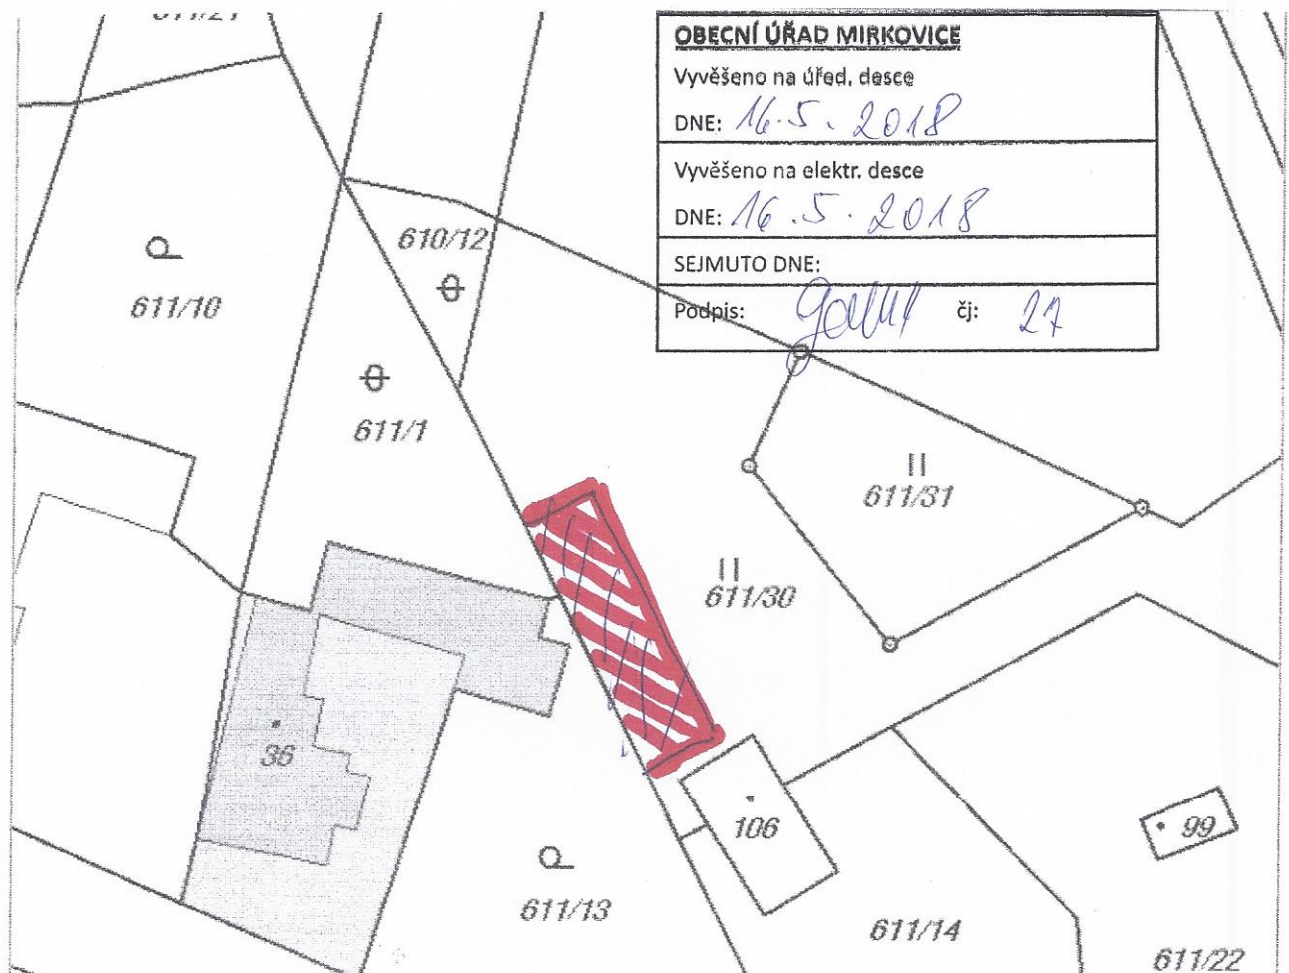 611/21
OBECNÍ ÚŘAD MIRKOVICE
Vyvěšeno na úřed. desce
DNE: 16.5. 2018
Vyvěšeno na elektr. desce
DNE: 16.5. 2018
SEJMUTO DNE:
Podpis: čj: 27
610/12
611/10
611/1
611/31
611/30
36
106
99
611/13
611/14
611/22